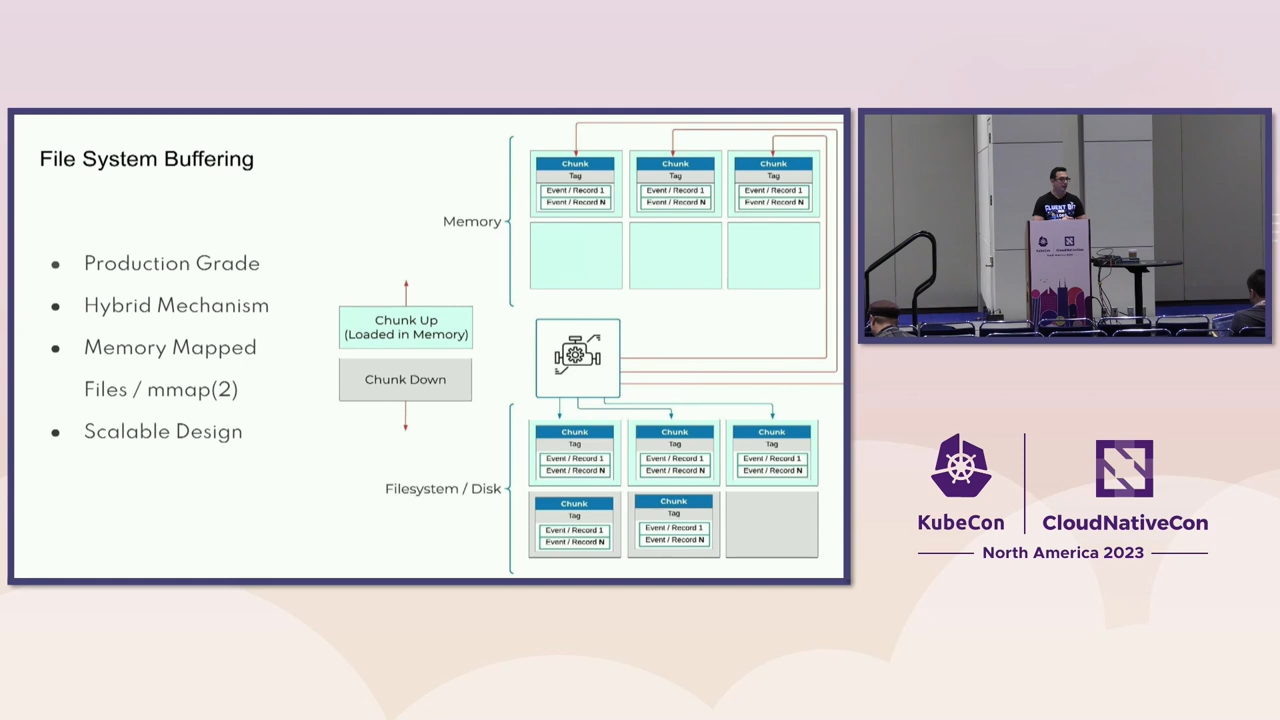 File System Buffering
Production Grade
Hybrid Mechanism
Memory Mapped
Files / mmap(2)
Scalable Design
Chunk Up
(Loaded in Memory)
Chunk Down
Memory
Chunk
Tag
Event / Record 1
Event / Record N
Chunk
Tag
Event / Record 1
Event / Record N
Chunk
Tag
Event / Record 1
Event / Record N
Filesystem / Disk
Chunk
Tag
Event / Record 1
Event / Record N
Chunk
Tag
Event / Record 1
Event / Record N
Chunk
Tag
Event / Record 1
Event / Record N
Chunk
Tag
Event / Record 1
Event / Record N
Chunk
Tag
Event / Record 1
Event / Record N
KubeCon
CloudNativeCon
North America 2023